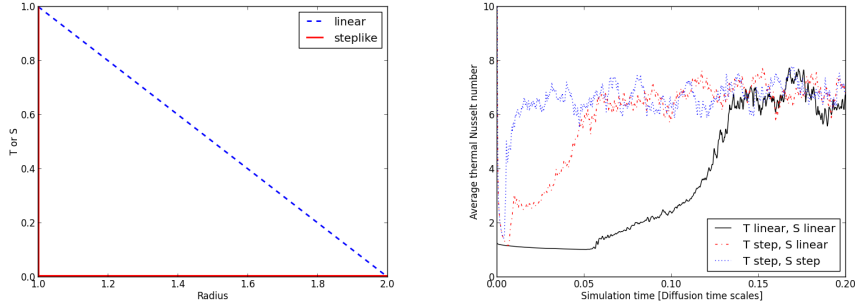 1.0
0.8
0.6
0.4
0.2
0.0
T or S
1.0
1.2
1.4
1.6
1.8
2.0
Radius
linear
steplike
10
8
6
4
2
0
Average thermal Nusselt number
0.00
0.05
0.10
0.15
0.20
Simulation time [Diffusion time scales]
T linear, S linear
T step, S linear
T step, S step